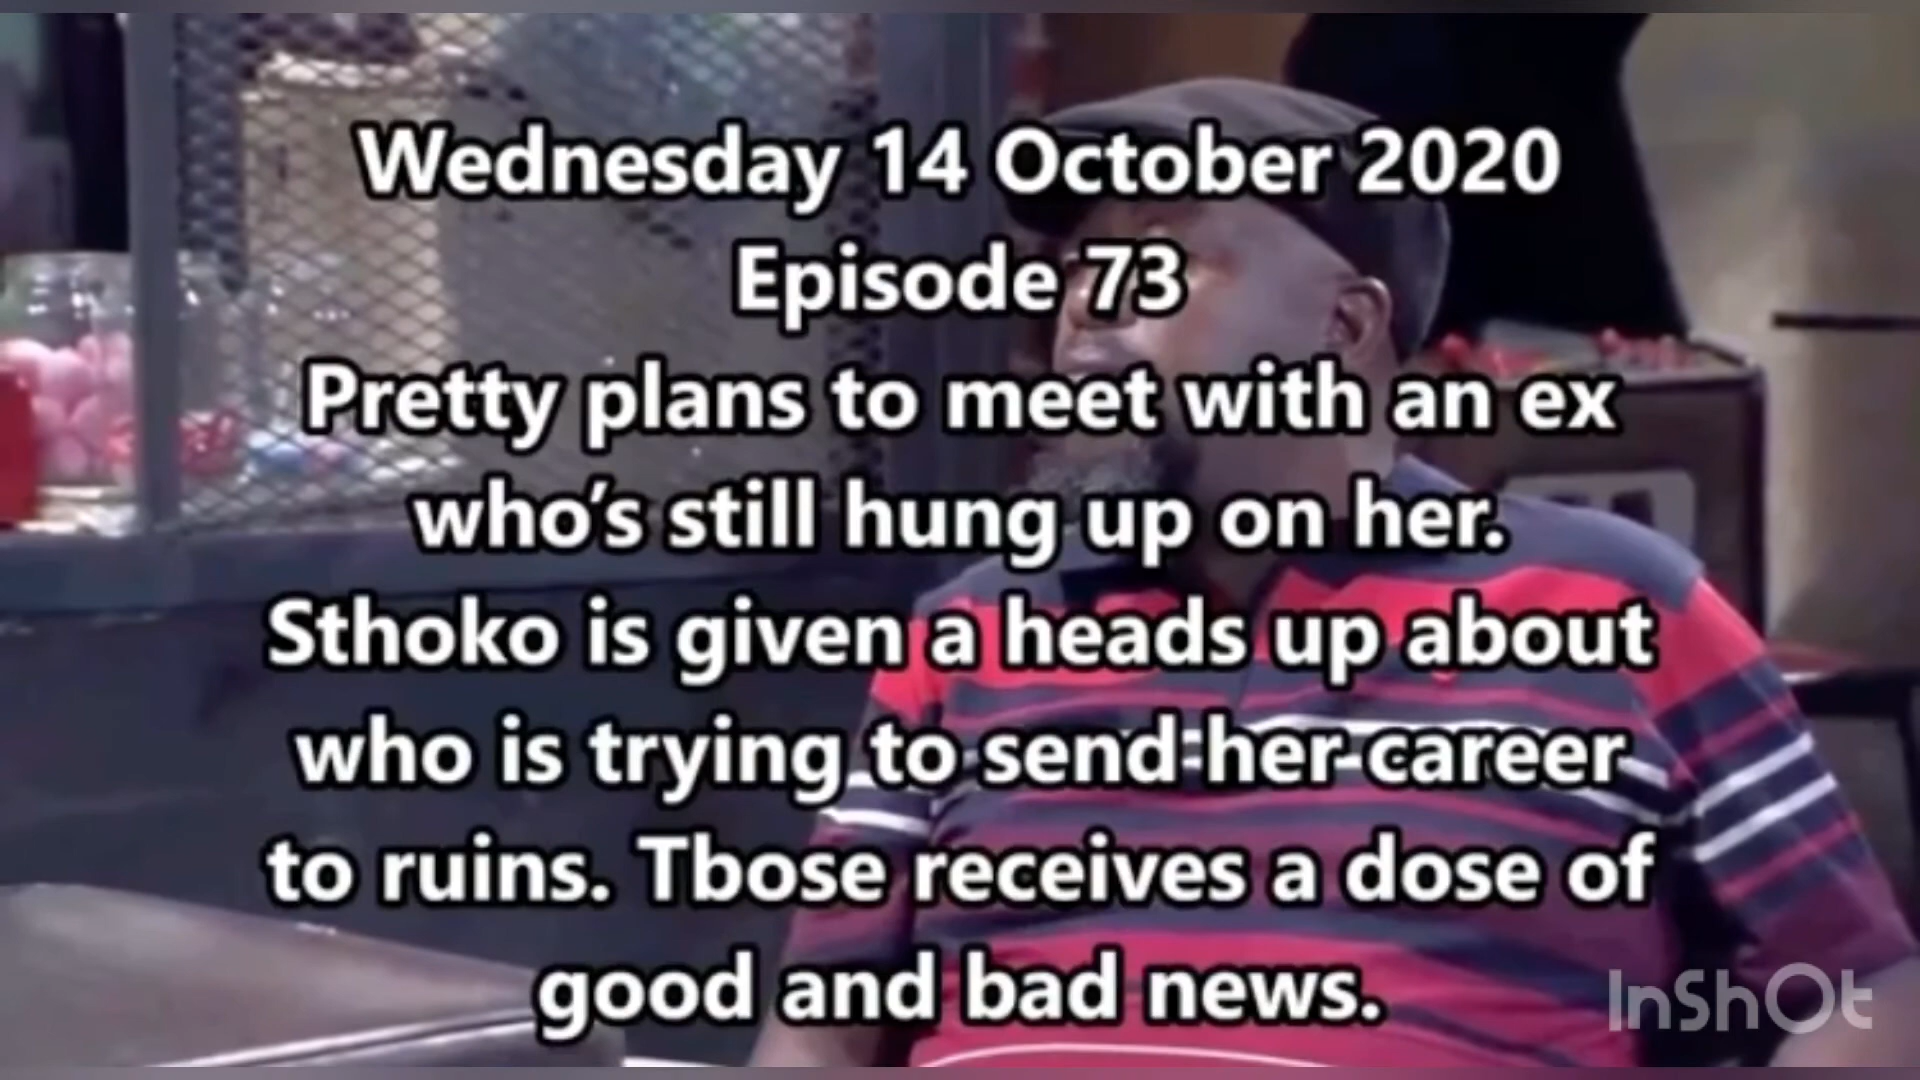 Wednesday 14 October 2020
Episode 73
Pretty plans to meet with an ex
who's still hung up on her.
Sthoko is given a heads up about
who is trying to send her career
to ruins. Tbose receives a dose of
good and bad news.
InShOt